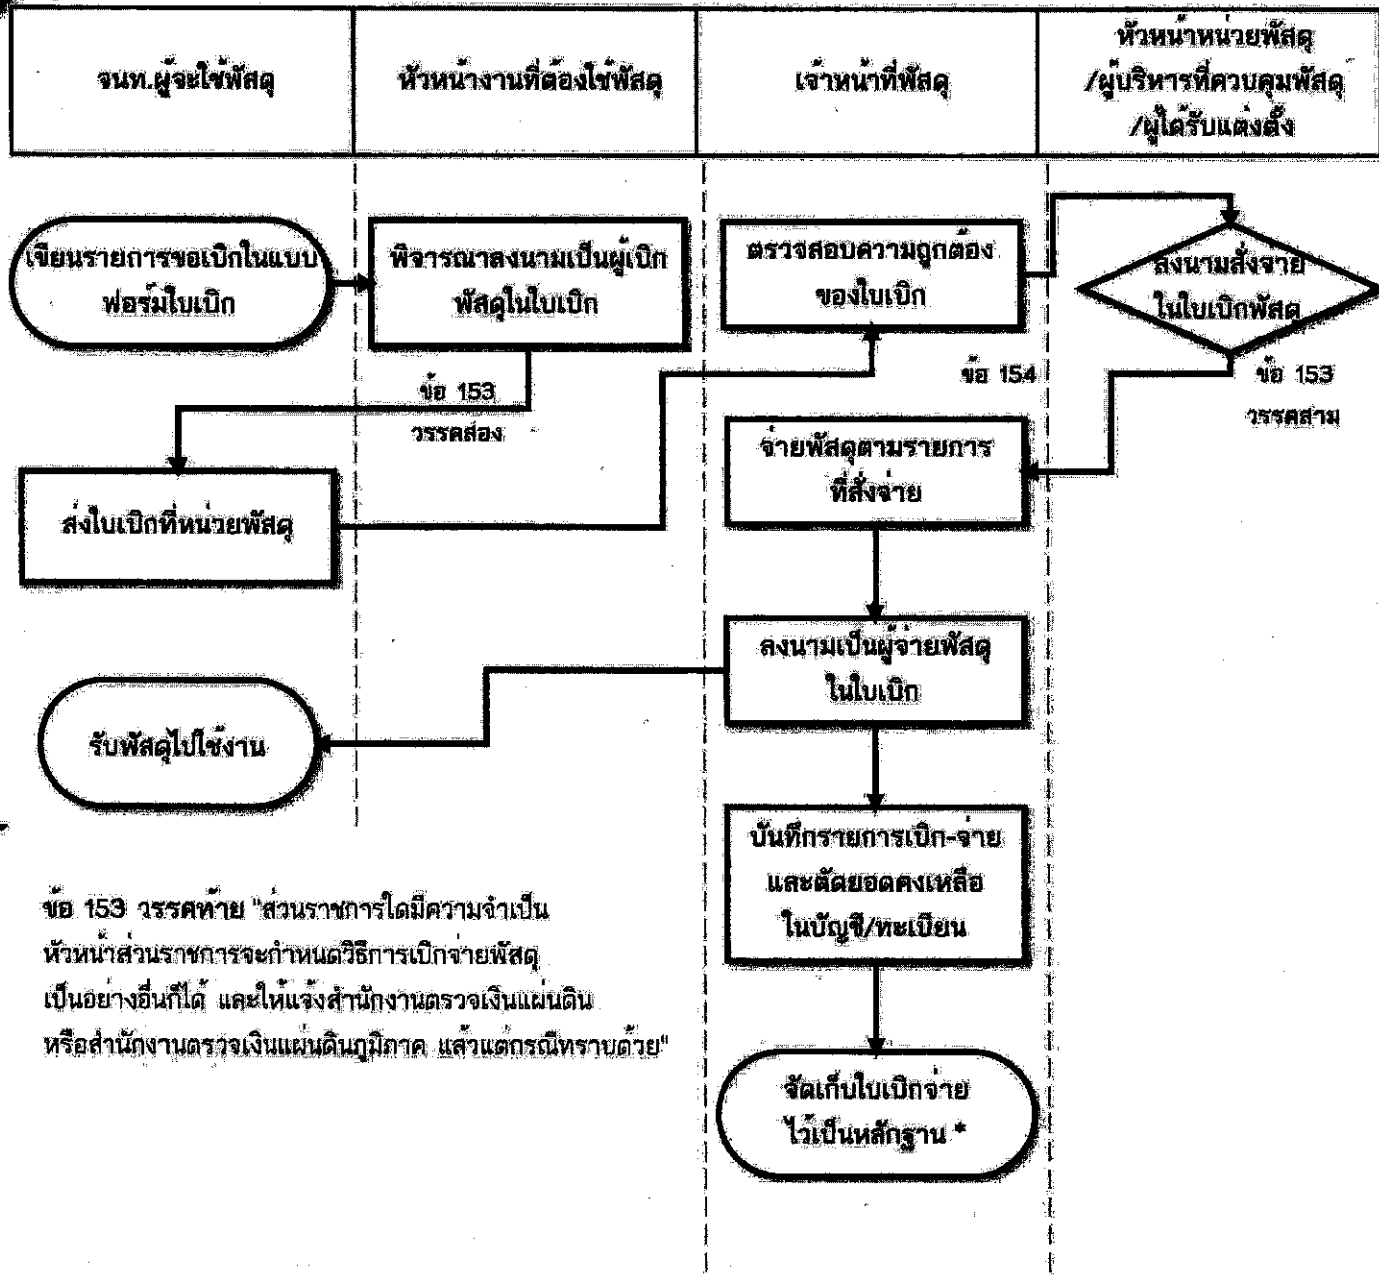 จนท.ผู้จะใช้พัสดุ
หัวหน้างานที่ต้องใช้พัสดุ
เจ้าหน้าที่พัสดุ
หัวหน้าหน่วยพัสดุ
/ผู้บริหารที่ควบคุมพัสดุ
/ผู้ได้รับแต่งตั้ง
เขียนรายการขอเบิกในแบบ
ฟอร์มใบเบิก
พิจารณาลงนามเป็นผู้เบิก
พัสดุในใบเบิก
ตรวจสอบความถูกต้อง
ของใบเบิก
ลงนามสั่งจ่าย
ในใบเบิกพัสดุ
ข้อ 153
วรรคสอง
ข้อ 154
ข้อ 153
วรรคสาม
ส่งใบเบิกที่หน่วยพัสดุ
จ่ายพัสดุตามรายการ
ที่สั่งจ่าย
ลงนามเป็นผู้จ่ายพัสดุ
ในใบเบิก
รับพัสดุไปใช้งาน
บันทึกรายการเบิก-จ่าย
และตัดยอดคงเหลือ
ในบัญชี/ทะเบียน
ข้อ 153 วรรคท้าย "ส่วนราชการใดมีความจำเป็น
หัวหน้าส่วนราชการจะกำหนดวิธีการเบิกจ่ายพัสดุ
เป็นอย่างอื่นก็ได้ และให้แจ้งสำนักงานตรวจเงินแผ่นดิน
หรือสำนักงานตรวจเงินแผ่นดินภูมิภาค แล้วแต่กรณีทราบด้วย"
จัดเก็บใบเบิกจ่าย
ไว้เป็นหลักฐาน *